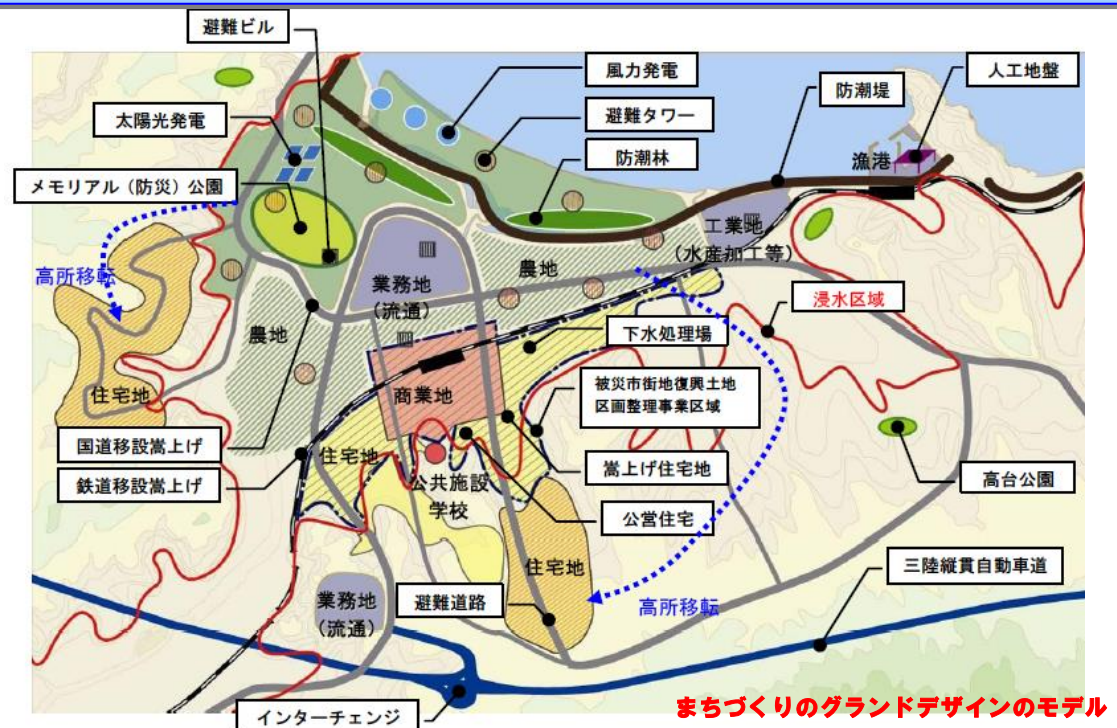 避難ビル
風力発電
人工地盤
防潮堤
避難タワー
太陽光発電
防潮林
漁港
メモリアル(防災)公園
工業地
(水産加工等)
農地
高所移転
業務地
(流通)
浸水区域
農地
下水処理場
住宅地
商業地
被災市街地復興土地
区画整理事業区域
国道移設嵩上げ
住宅地
嵩上げ住宅地
鉄道移設嵩上げ
公共施設
学校
高台公園
公営住宅
住宅地
三陸縦貫自動車道
業務地
(流通)
避難道路
高所移転
インターチェンジ
まちづくりのグランドデザインのモデル